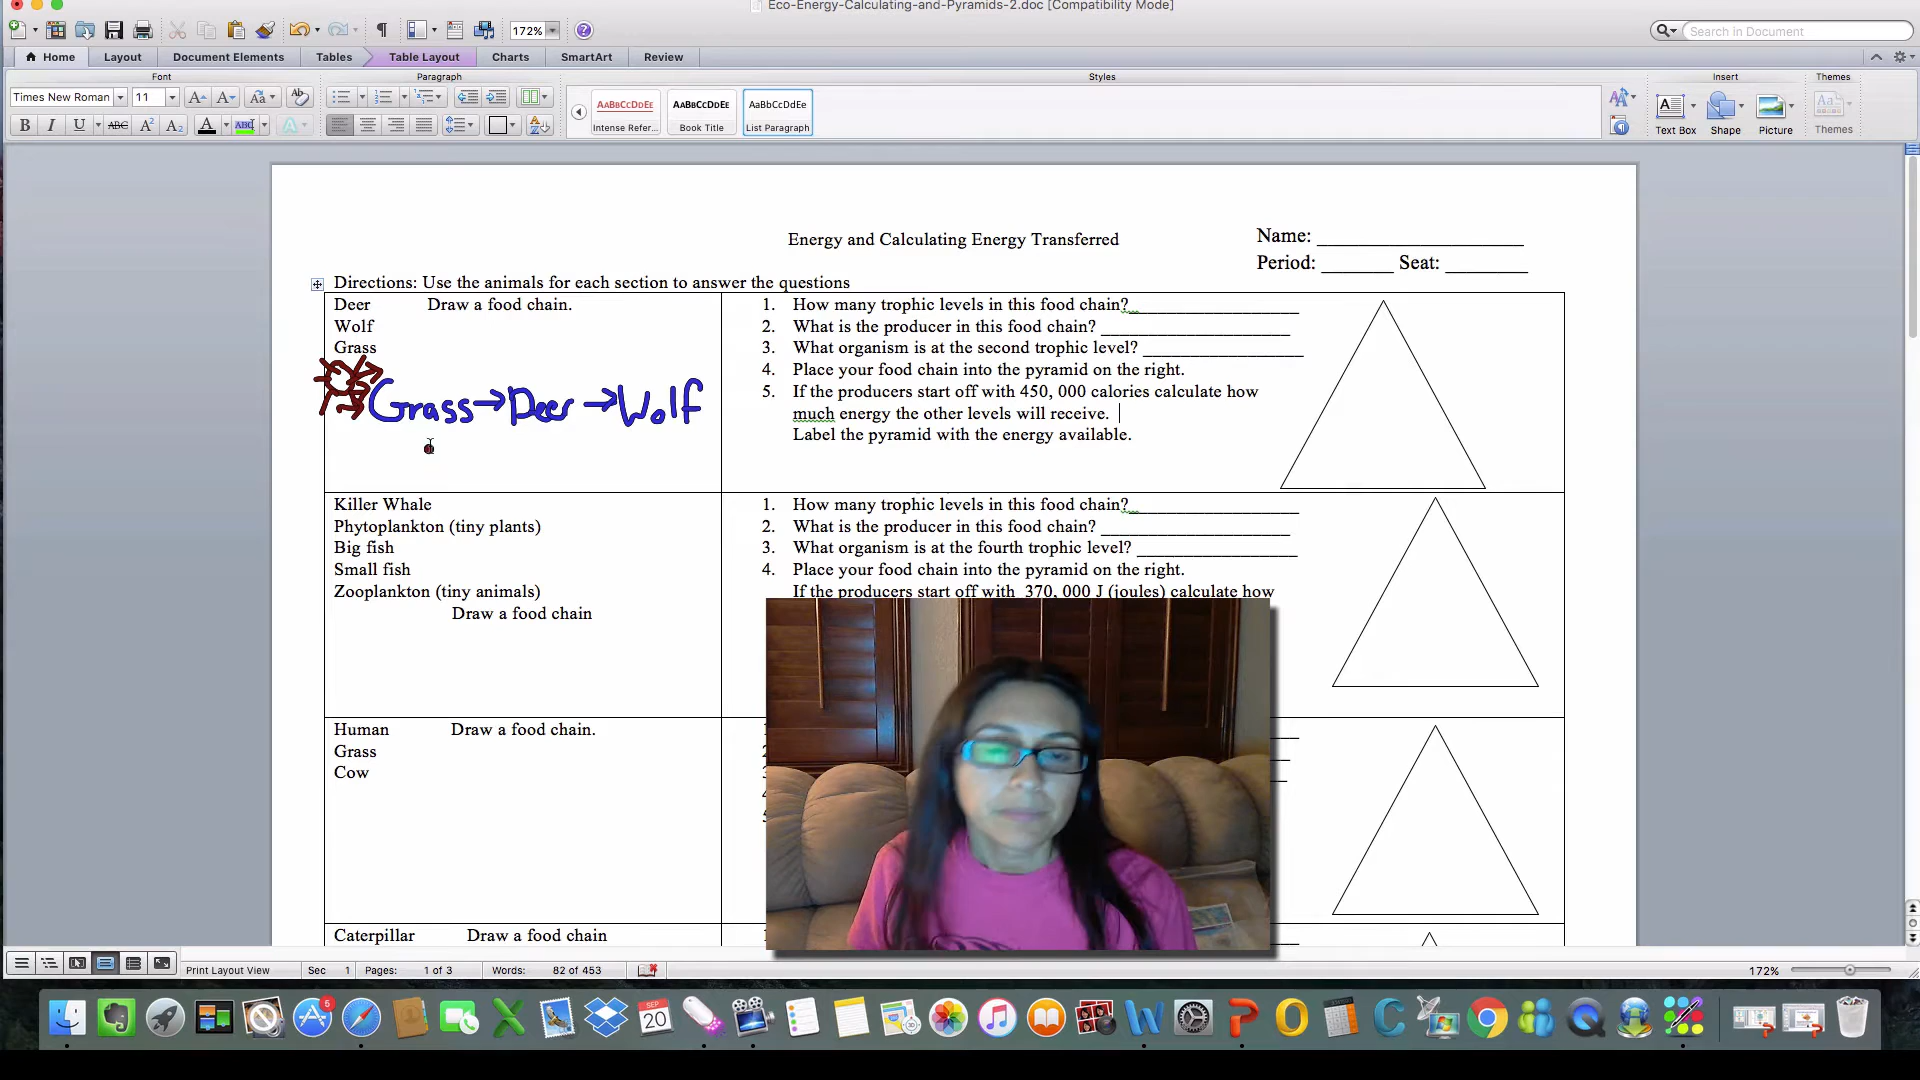 Eco-Energy-Calculating-and-Pyramids-2.doc [Compatibility Mode]
172%
Search in Document
Home Layout Document Elements Tables Table Layout Charts SmartArt Review
Font Paragraph Styles Insert Themes
Times New Roman 11
AaBbCcDdEe AaBbCcDdEe AaBbCcDdEe
Intense Refer... Book Title List Paragraph
Text Box Shape Picture Themes
Energy and Calculating Energy Transferred
Name: ____________________
Period: _______ Seat: ________
Directions: Use the animals for each section to answer the questions
Deer Draw a food chain.
Wolf
Grass
Grass→Deer→Wolf
1. How many trophic levels in this food chain?__________________
2. What is the producer in this food chain? ____________________
3. What organism is at the second trophic level? _________________
4. Place your food chain into the pyramid on the right.
5. If the producers start off with 450, 000 calories calculate how
much energy the other levels will receive.
Label the pyramid with the energy available.
Killer Whale
Phytoplankton (tiny plants)
Big fish
Small fish
Zooplankton (tiny animals)
Draw a food chain
1. How many trophic levels in this food chain?__________________
2. What is the producer in this food chain? ____________________
3. What organism is at the fourth trophic level? _________________
4. Place your food chain into the pyramid on the right.
If the producers start off with 370, 000 J (joules) calculate how
Human Draw a food chain.
Grass
Cow
Caterpillar Draw a food chain
Print Layout View Sec 1 Pages: 1 of 3 Words: 82 of 453
172%
5
SEP
20